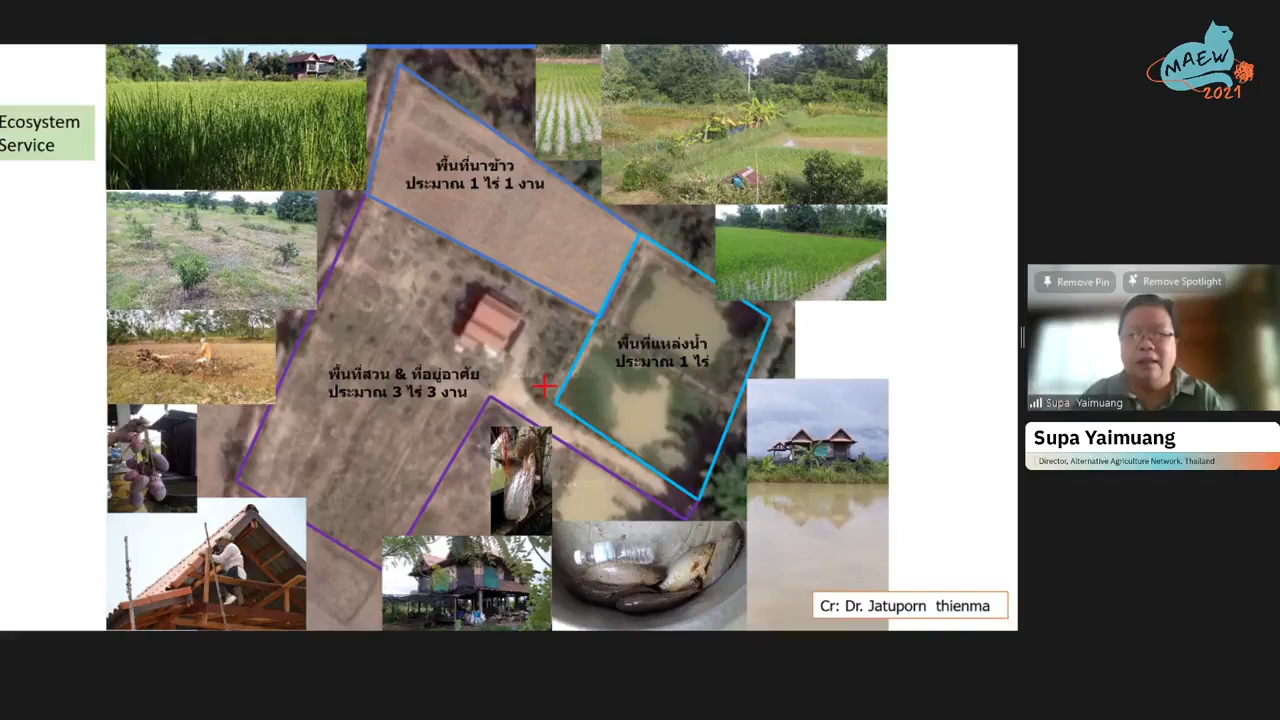 MAEW
2021
Ecosystem
Service
พื้นที่นาข้าว
ประมาณ 1 ไร่ 1 งาน
พื้นที่แหล่งน้ำ
ประมาณ 1 ไร่
พื้นที่สวน & ที่อยู่อาศัย
ประมาณ 3 ไร่ 3 งาน
Cr: Dr. Jatuporn thienma
Remove Pin
Remove Spotlight
Supa Yaimuang
Supa Yaimuang
Director, Alternative Agriculture Network, Thailand